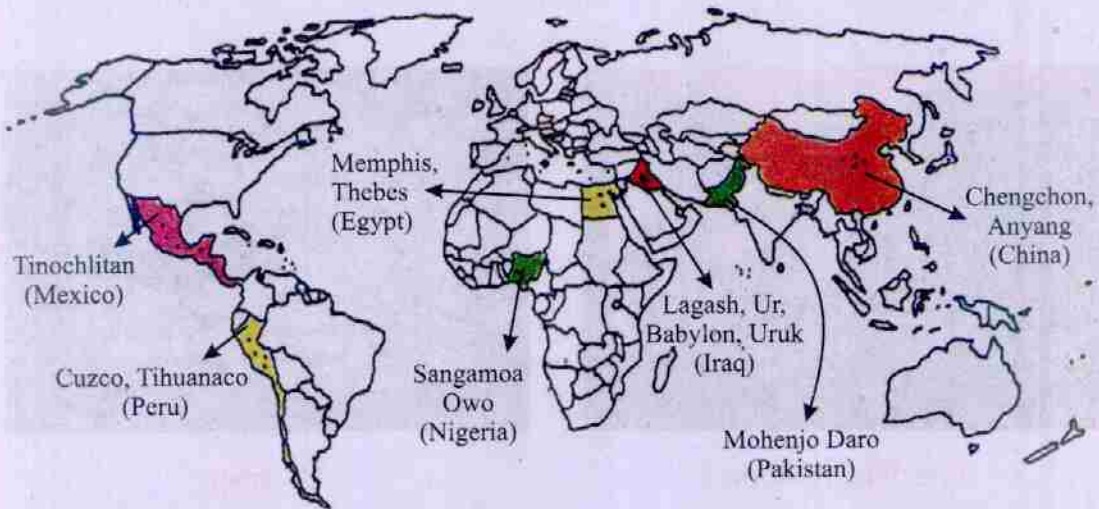 Memphis,
Thebes
(Egypt)
Chengchon,
Anyang
(China)
Tinochlitan
(Mexico)
Lagash, Ur,
Babylon, Uruk
(Iraq)
Cuzco, Tihuanaco
(Peru)
Sangamoa
Owo
(Nigeria)
Mohenjo Daro
(Pakistan)